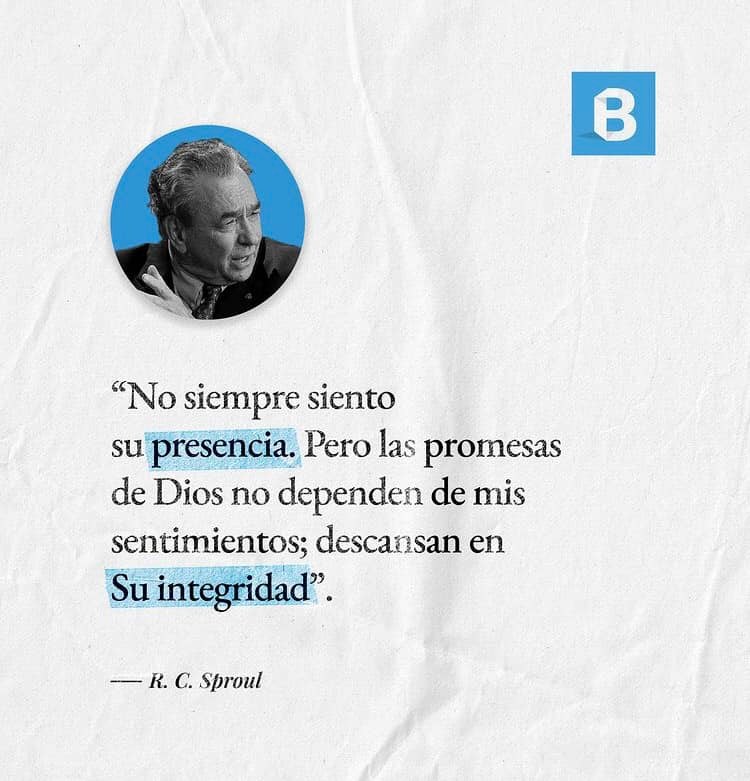 B
“No siempre siento
su presencia. Pero las promesas
de Dios no dependen de mis
sentimientos; descansan en
Su integridad”.
— R. C. Sproul